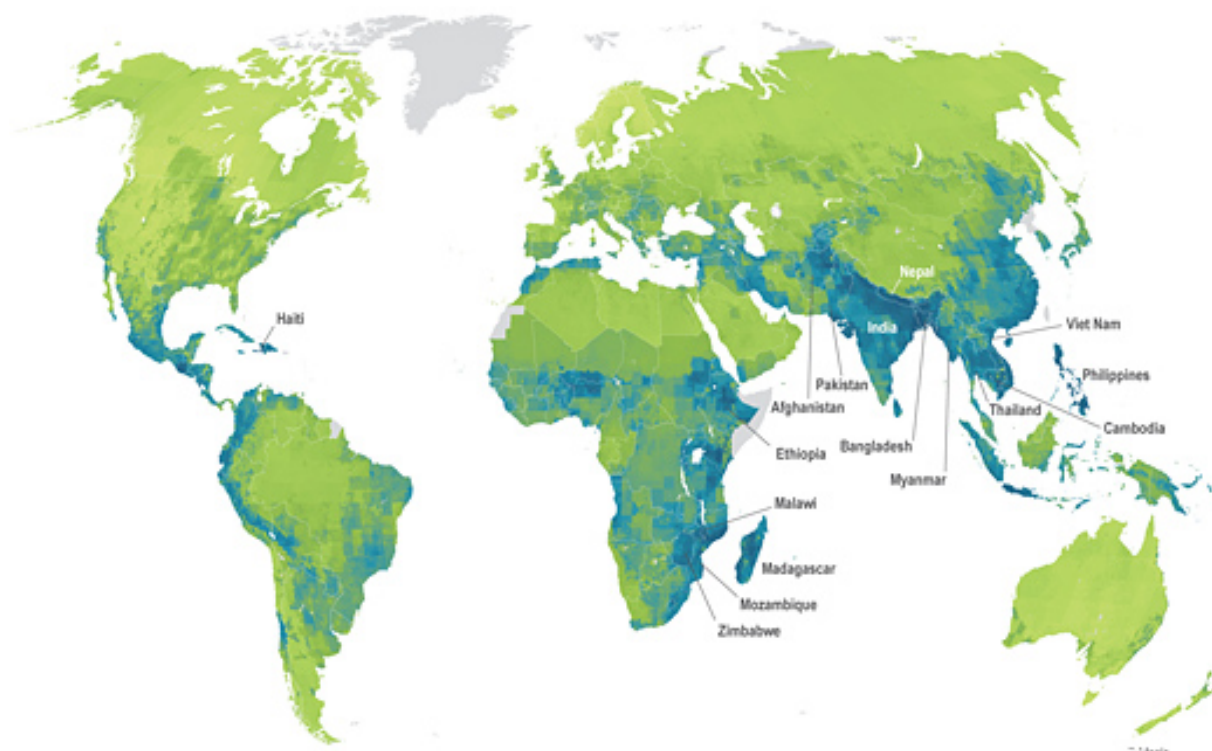 Nepal
Haiti
India
Viet Nam
Philippines
Pakistan
Afghanistan
Thailand
Cambodia
Bangladesh
Ethiopia
Myanmar
Malawi
Madagascar
Mozambique
Zimbabwe